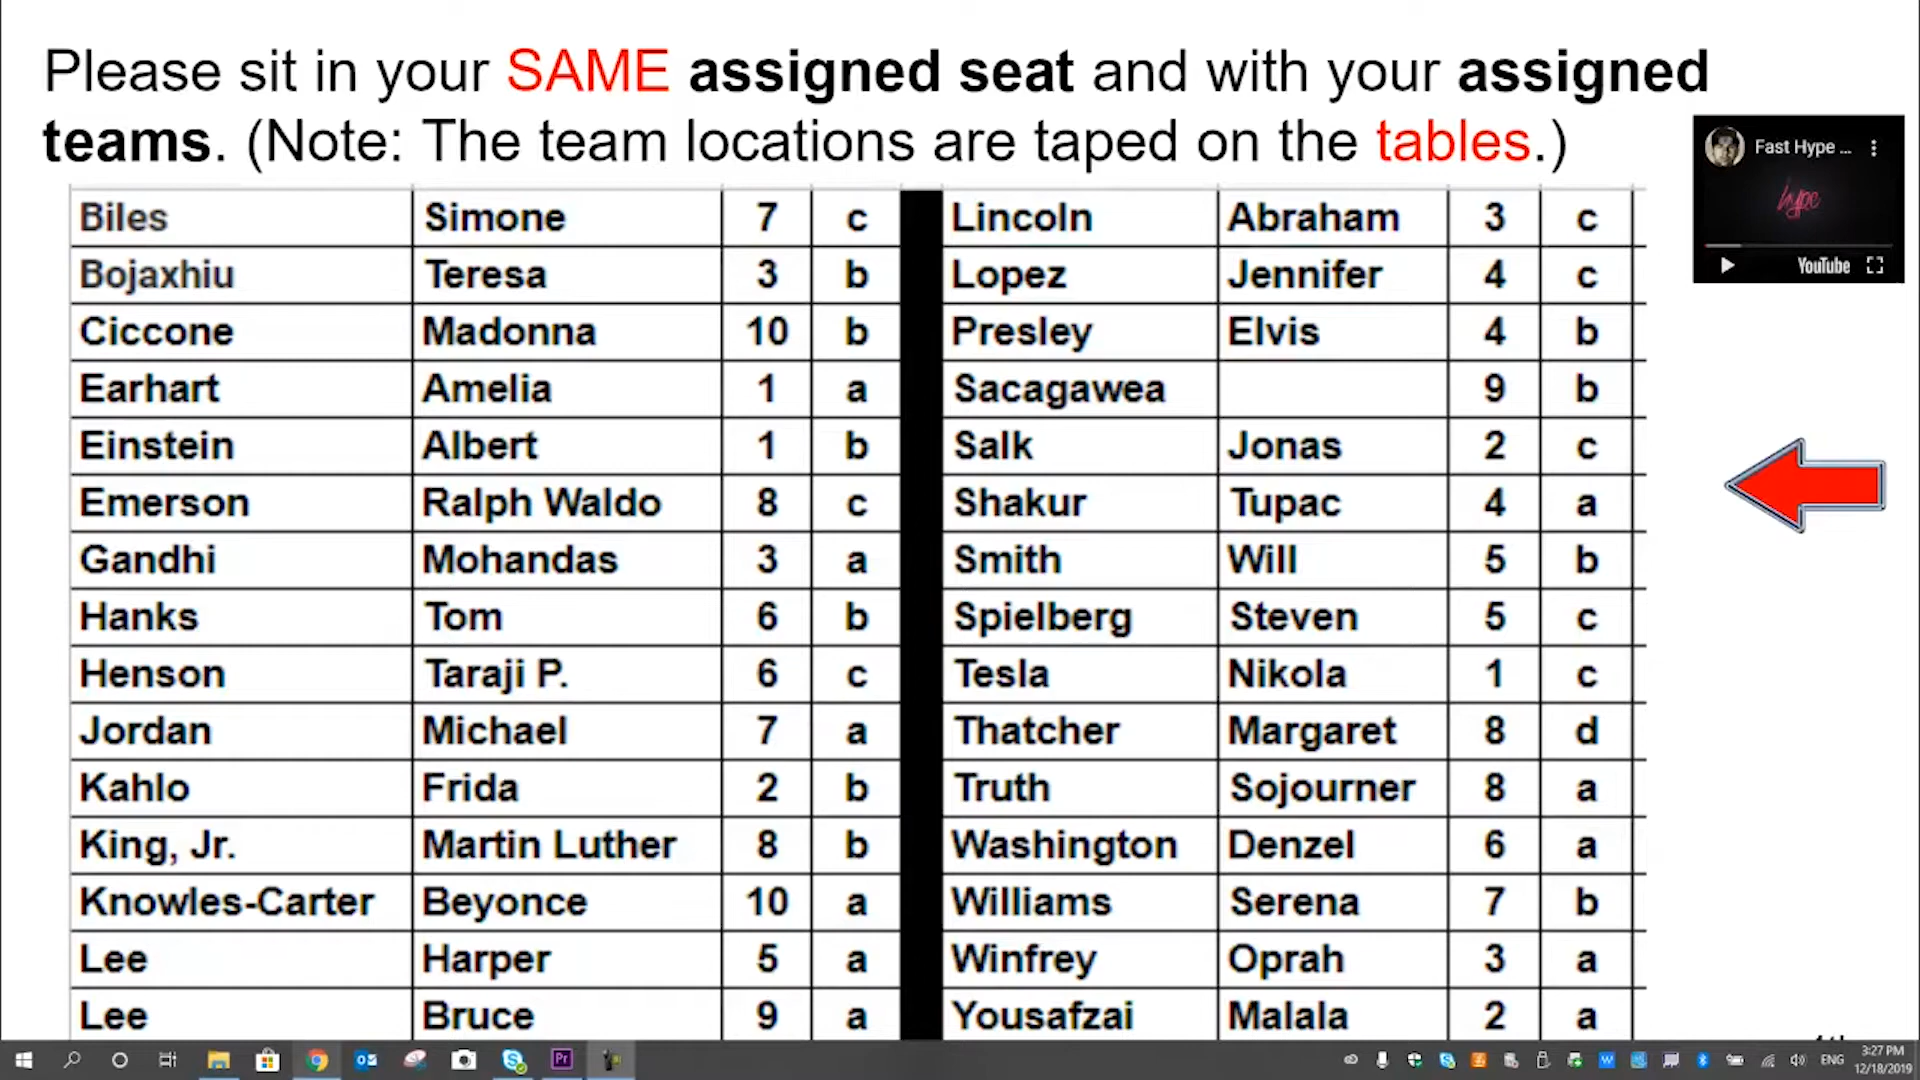 Please sit in your SAME assigned seat and with your assigned
teams. (Note: The team locations are taped on the tables.)
Fast Hype ...
hype
YouTube
Biles Simone 7 c Lincoln Abraham 3 c
Bojaxhiu Teresa 3 b Lopez Jennifer 4 c
Ciccone Madonna 10 b Presley Elvis 4 b
Earhart Amelia 1 a Sacagawea 9 b
Einstein Albert 1 b Salk Jonas 2 c
Emerson Ralph Waldo 8 c Shakur Tupac 4 a
Gandhi Mohandas 3 a Smith Will 5 b
Hanks Tom 6 b Spielberg Steven 5 c
Henson Taraji P. 6 c Tesla Nikola 1 c
Jordan Michael 7 a Thatcher Margaret 8 d
Kahlo Frida 2 b Truth Sojourner 8 a
King, Jr. Martin Luther 8 b Washington Denzel 6 a
Knowles-Carter Beyonce 10 a Williams Serena 7 b
Lee Harper 5 a Winfrey Oprah 3 a
Lee Bruce 9 a Yousafzai Malala 2 a
Pr
ENG
3:27 PM
12/18/2019